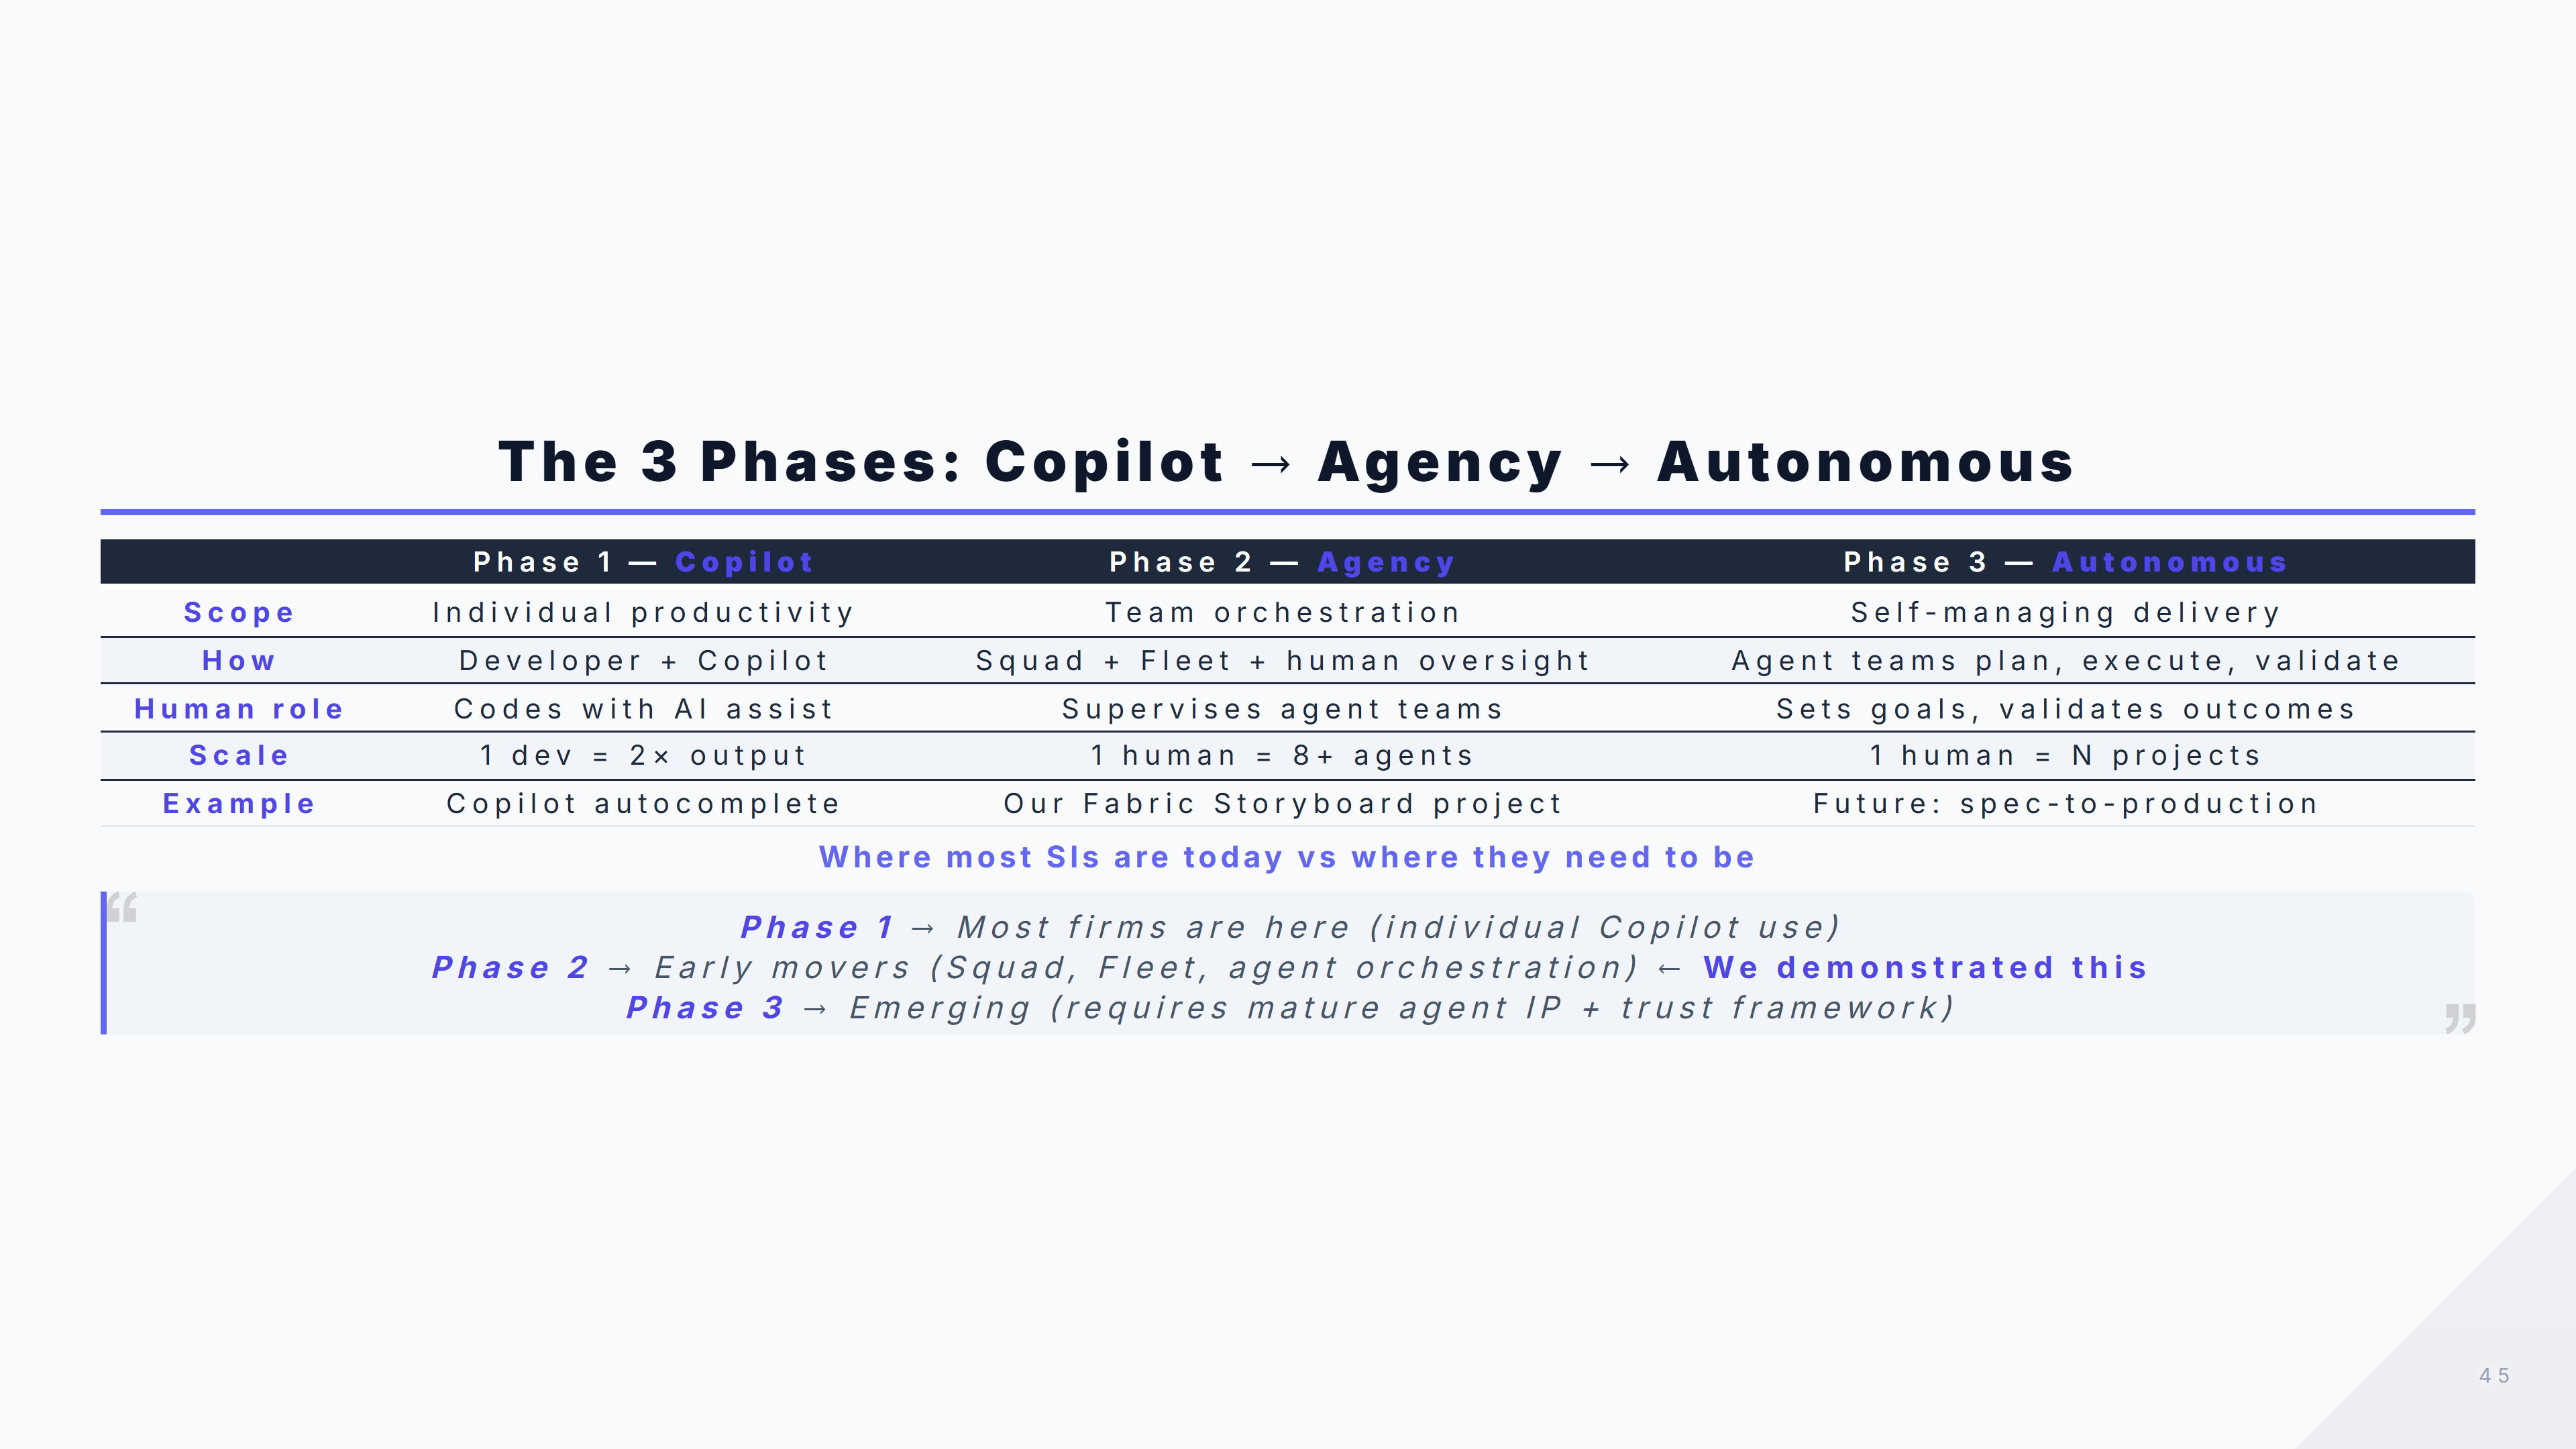 The 3 Phases: Copilot → Agency → Autonomous
Phase 1 — Copilot Phase 2 — Agency Phase 3 — Autonomous
Scope Individual productivity Team orchestration Self-managing delivery
How Developer + Copilot Squad + Fleet + human oversight Agent teams plan, execute, validate
Human role Codes with AI assist Supervises agent teams Sets goals, validates outcomes
Scale 1 dev = 2× output 1 human = 8+ agents 1 human = N projects
Example Copilot autocomplete Our Fabric Storyboard project Future: spec-to-production
Where most SIs are today vs where they need to be
“
Phase 1 → Most firms are here (individual Copilot use)
Phase 2 → Early movers (Squad, Fleet, agent orchestration) ← We demonstrated this
Phase 3 → Emerging (requires mature agent IP + trust framework)
”
45